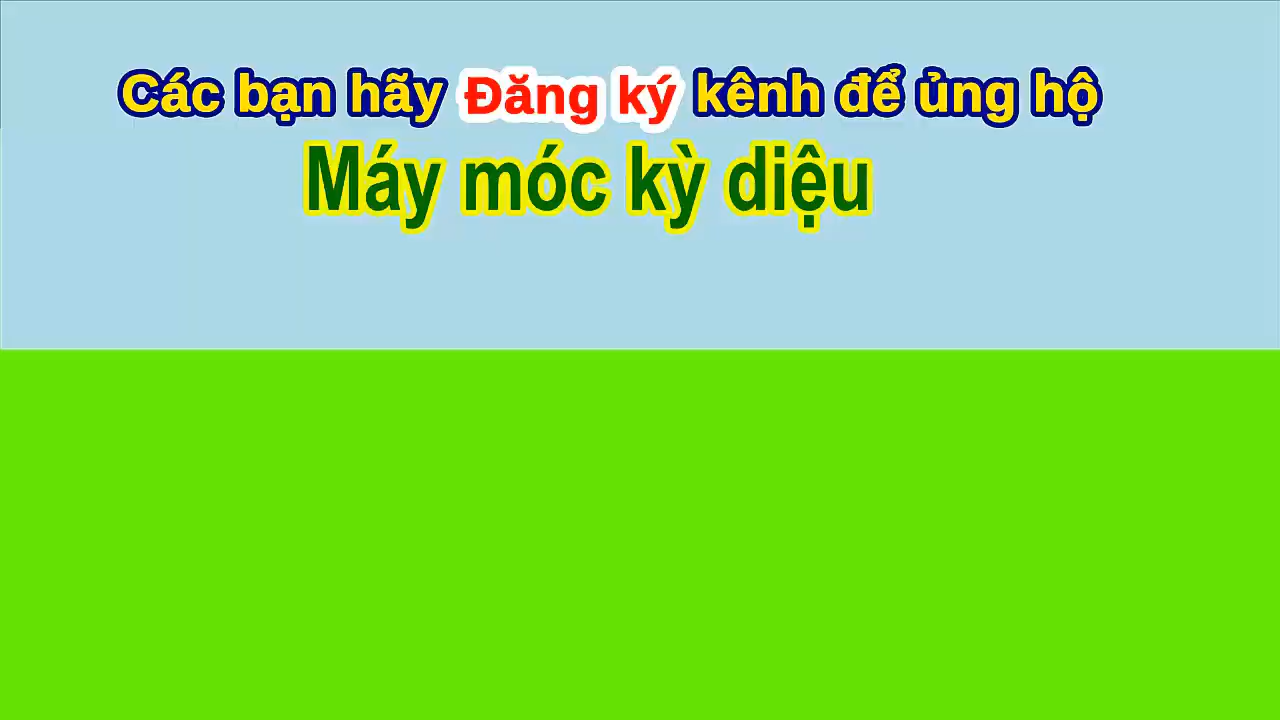 Các bạn hãy Đăng ký kênh để ủng hộ
Máy móc kỳ diệu